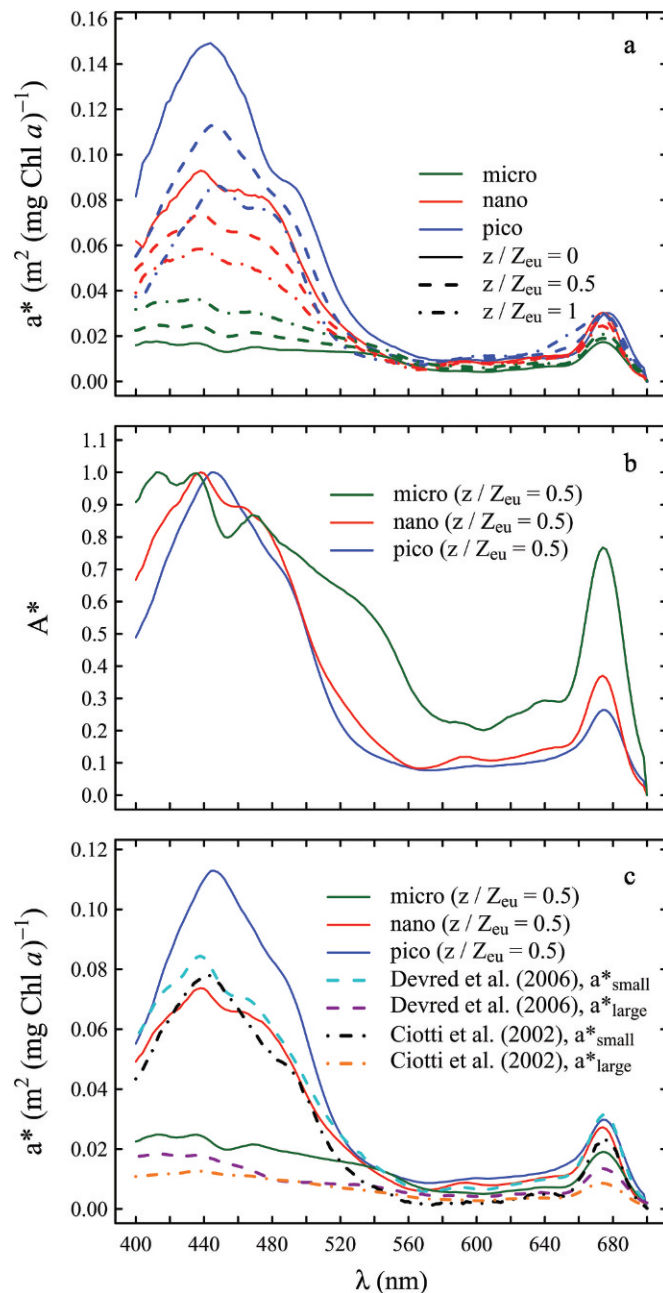 a
0.16
0.14
0.12
0.10
0.08
0.06
0.04
0.02
0.00
a* (m² (mg Chl a)⁻¹)
micro
nano
pico
z / Zeu = 0
z / Zeu = 0.5
z / Zeu = 1
b
1.1
1.0
0.9
0.8
0.7
0.6
0.5
0.4
0.3
0.2
0.1
0.0
A*
micro (z / Zeu = 0.5)
nano (z / Zeu = 0.5)
pico (z / Zeu = 0.5)
c
0.12
0.10
0.08
0.06
0.04
0.02
0.00
a* (m² (mg Chl a)⁻¹)
micro (z / Zeu = 0.5)
nano (z / Zeu = 0.5)
pico (z / Zeu = 0.5)
Devred et al. (2006), a*small
Devred et al. (2006), a*large
Ciotti et al. (2002), a*small
Ciotti et al. (2002), a*large
400 440 480 520 560 600 640 680
λ (nm)